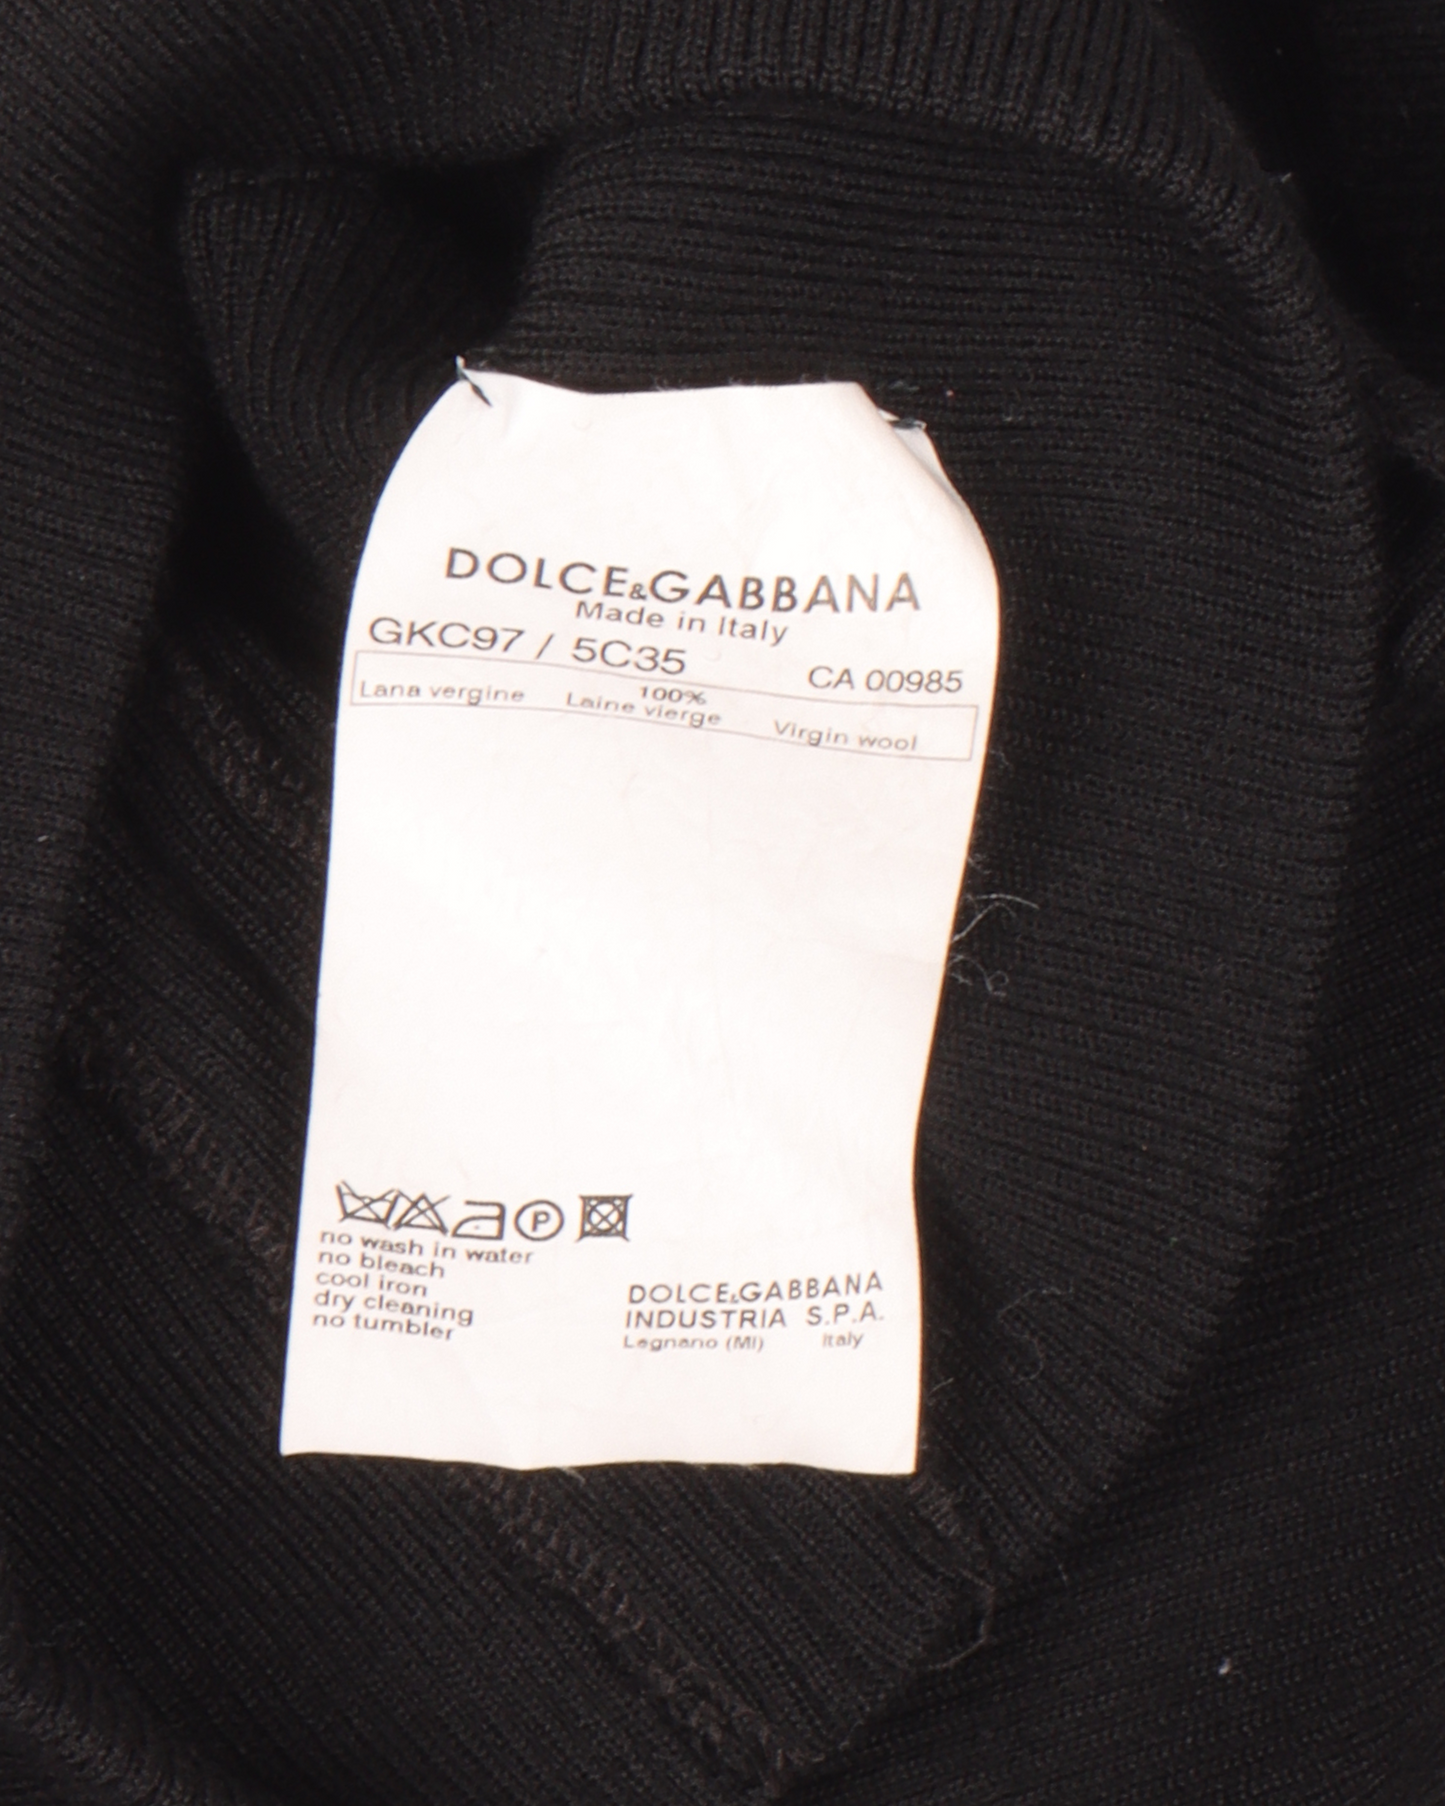 DOLCE&GABBANA
Made in Italy
GKC97 / 5C35 CA 00985
100%
Lana vergine Laine vierge Virgin wool
P
no wash in water
no bleach
cool iron
dry cleaning
no tumbler
DOLCE&GABBANA
INDUSTRIA S.P.A.
Legnano (MI) Italy